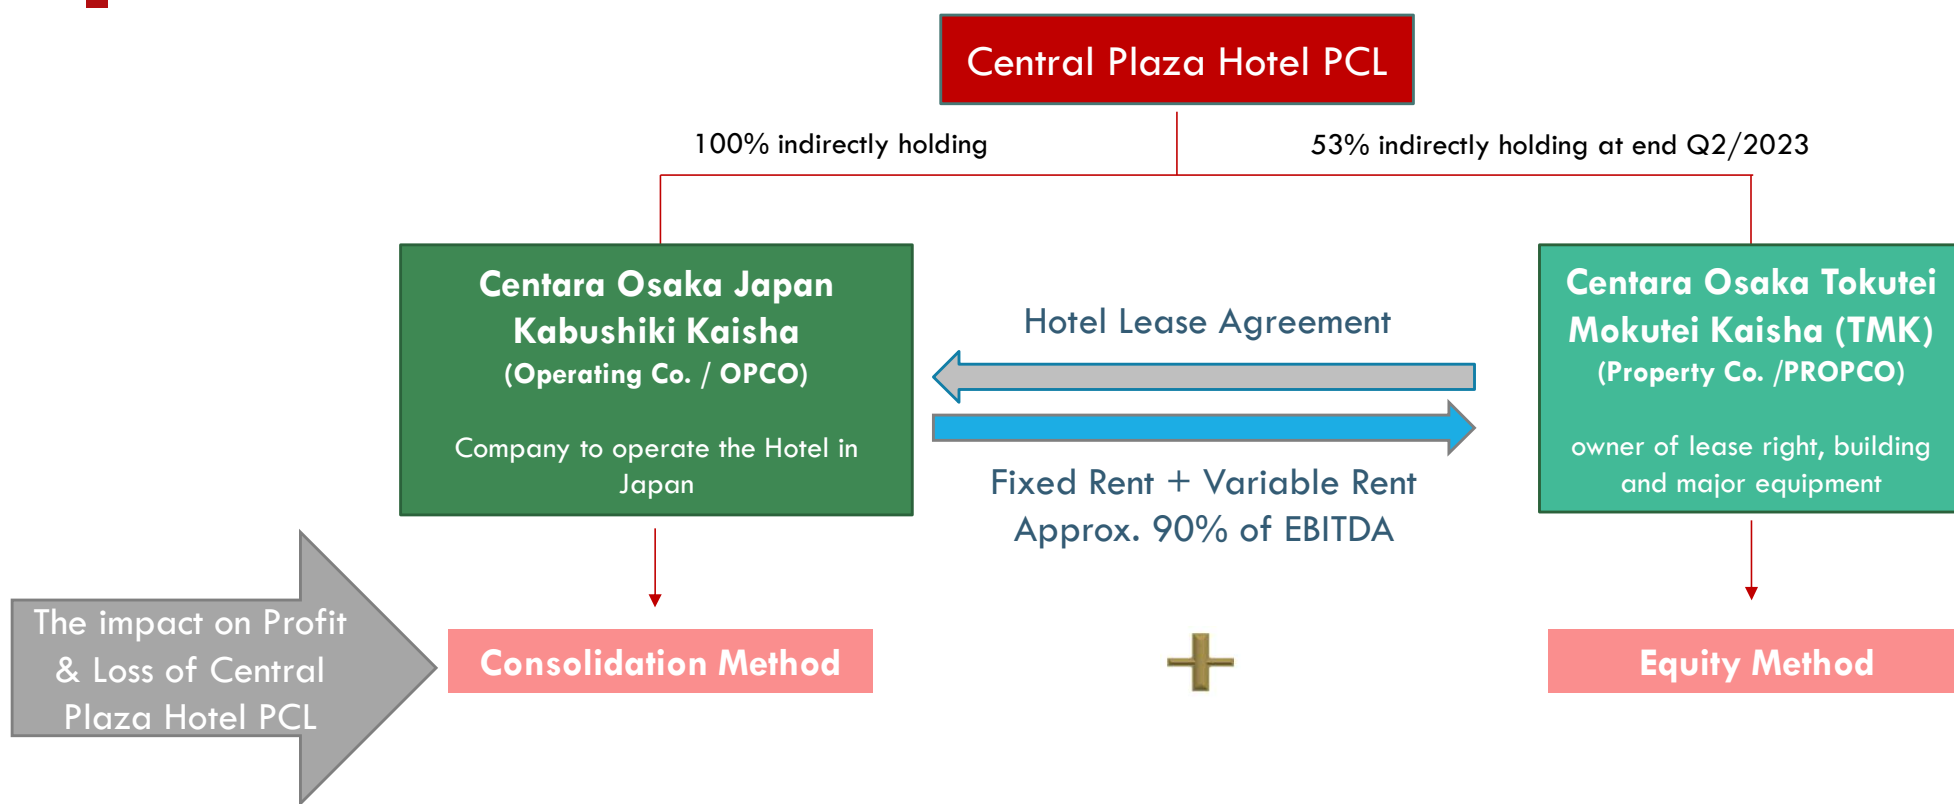 Central Plaza Hotel PCL
100% indirectly holding
53% indirectly holding at end Q2/2023
Centara Osaka Japan
Kabushiki Kaisha
(Operating Co. / OPCO)
Company to operate the Hotel in
Japan
Hotel Lease Agreement
Fixed Rent + Variable Rent
Approx. 90% of EBITDA
Centara Osaka Tokutei
Mokutei Kaisha (TMK)
(Property Co. /PROPCO)
owner of lease right, building
and major equipment
The impact on Profit
& Loss of Central
Plaza Hotel PCL
Consolidation Method
Equity Method